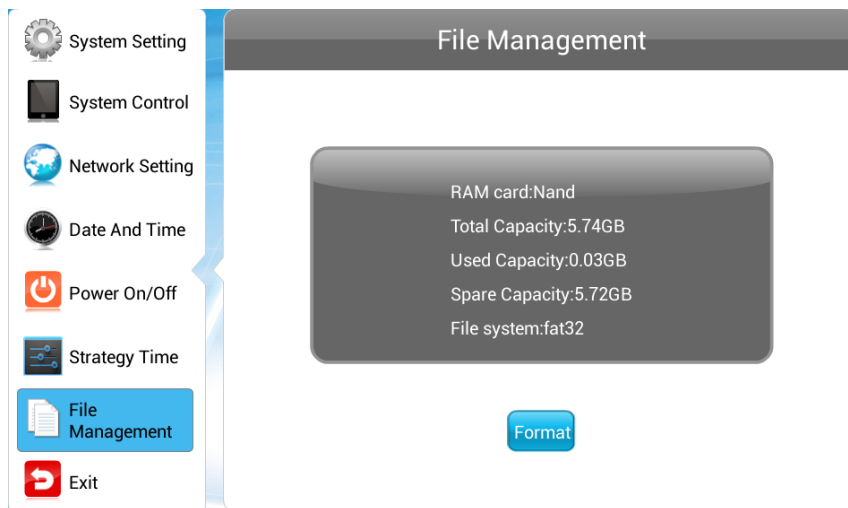 System Setting
System Control
Network Setting
Date And Time
Power On/Off
Strategy Time
File
Management
Exit
File Management
RAM card:Nand
Total Capacity:5.74GB
Used Capacity:0.03GB
Spare Capacity:5.72GB
File system:fat32
Format